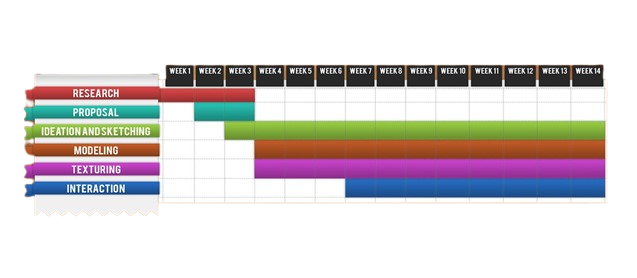 WEEK 1 WEEK 2 WEEK 3 WEEK 4 WEEK 5 WEEK 6 WEEK 7 WEEK 8 WEEK 9 WEEK 10 WEEK 11 WEEK 12 WEEK 13 WEEK 14
RESEARCH
PROPOSAL
IDEATION AND SKETCHING
MODELING
TEXTURING
INTERACTION